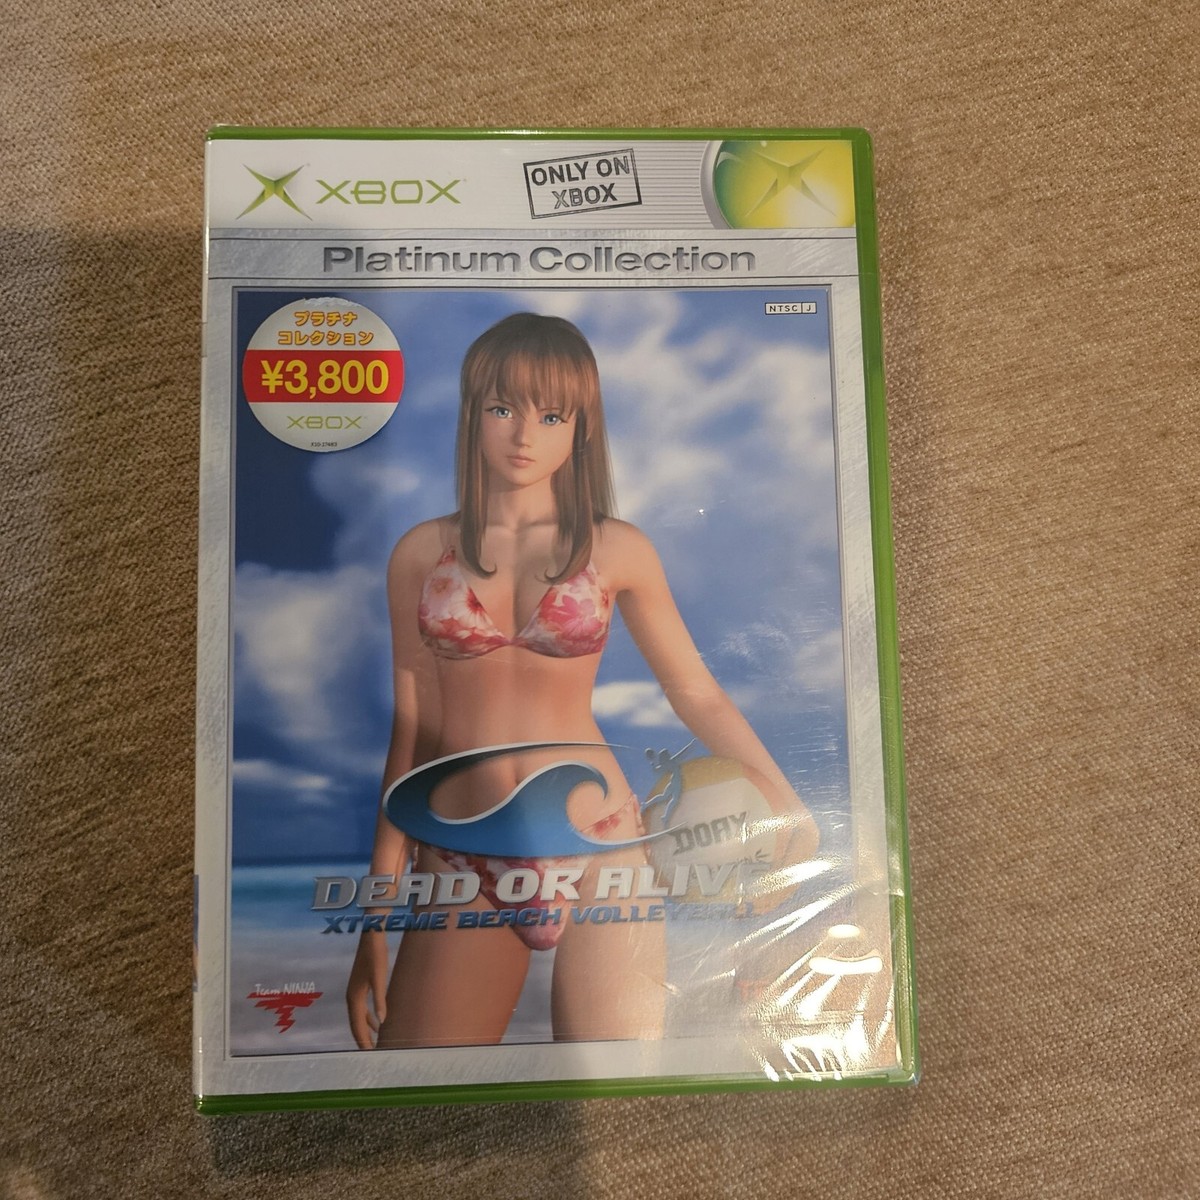 XBOX
ONLY ON
XBOX
Platinum Collection
NTSC J
プラチナ
コレクション
¥3,800
XBOX
DOAX
DEAD OR ALIVE
XTREME BEACH VOLLEYBALL
Team NINJA